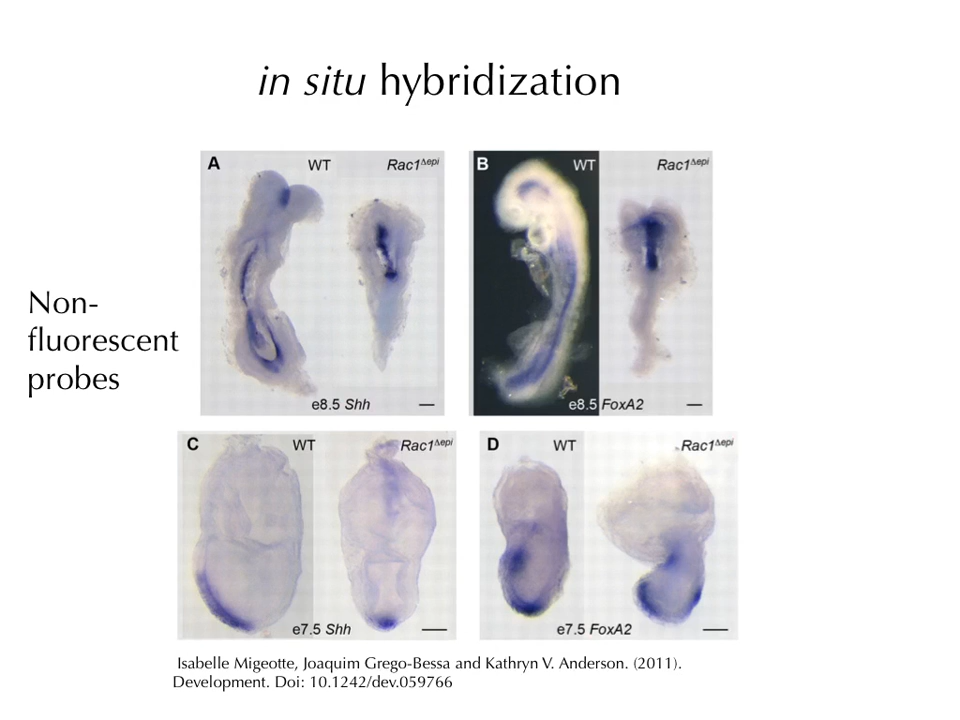 in situ hybridization
A WT Rac1Δepi
e8.5 Shh
B WT Rac1Δepi
e8.5 FoxA2
Non-
fluorescent
probes
C WT Rac1Δepi
e7.5 Shh
D WT Rac1Δepi
e7.5 FoxA2
Isabelle Migeotte, Joaquim Grego-Bessa and Kathryn V. Anderson. (2011).
Development. Doi: 10.1242/dev.059766